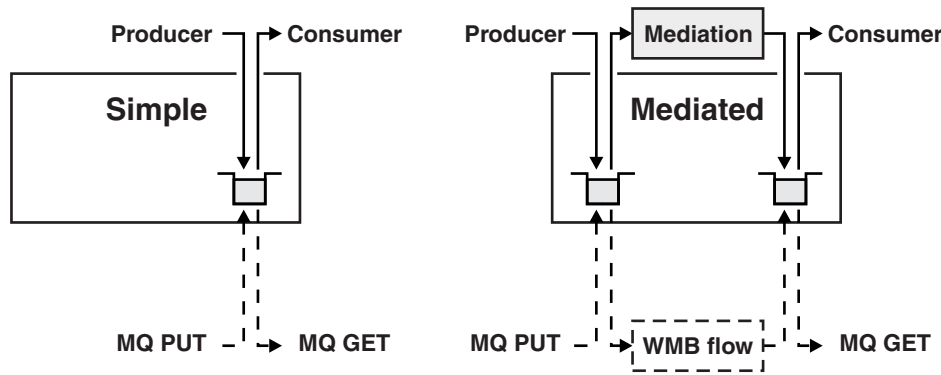 Producer
Consumer
Simple
MQ PUT
MQ GET
Producer
Mediation
Consumer
Mediated
MQ PUT
WMB flow
MQ GET